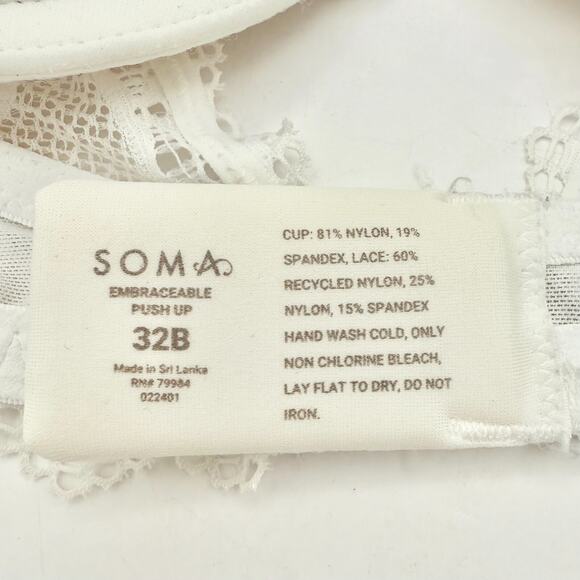 SOMA
EMBRACEABLE
PUSH UP
32B
Made in Sri Lanka
RN# 79984
022401
CUP: 81% NYLON, 19%
SPANDEX, LACE: 60%
RECYCLED NYLON, 25%
NYLON, 15% SPANDEX
HAND WASH COLD, ONLY
NON CHLORINE BLEACH,
LAY FLAT TO DRY, DO NOT
IRON.